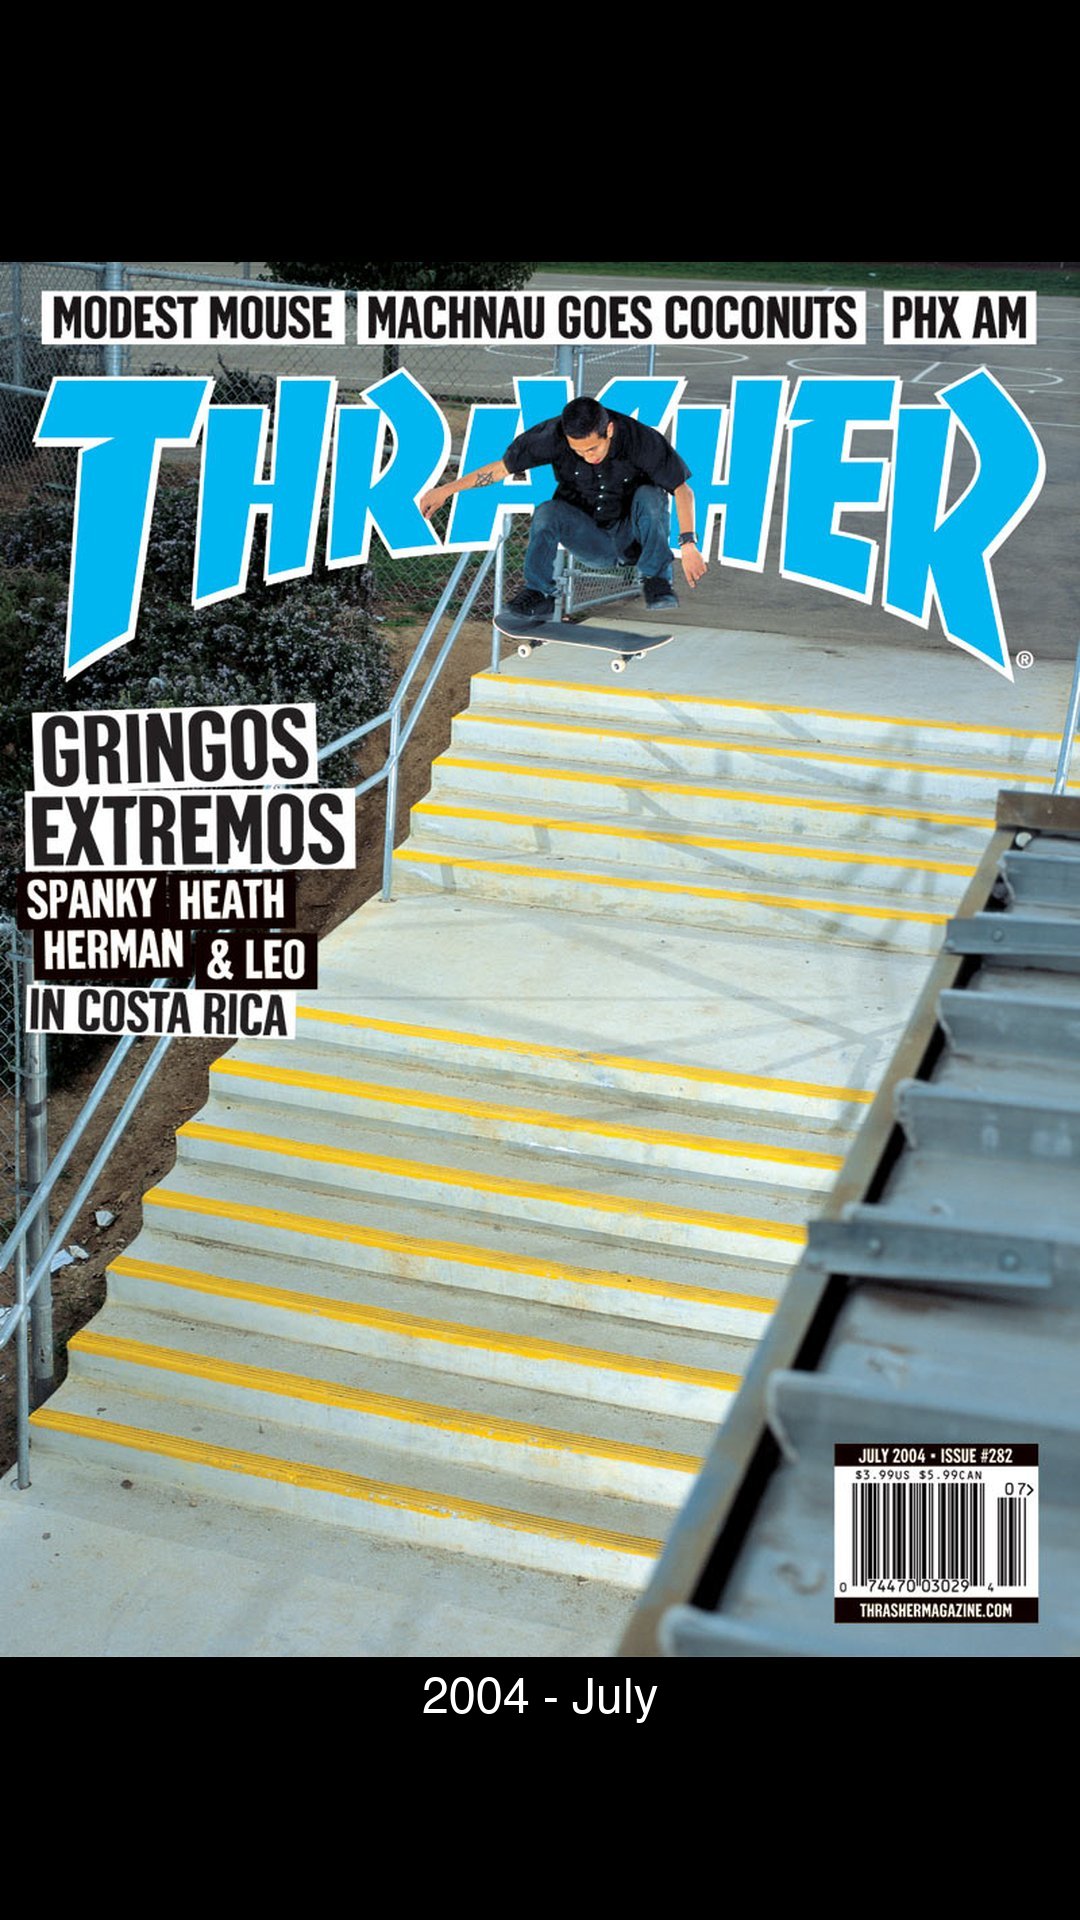 MODEST MOUSE MACHNAU GOES COCONUTS PHX AM
THRASHER®
GRINGOS
EXTREMOS
SPANKY HEATH
HERMAN & LEO
IN COSTA RICA
JULY 2004 • ISSUE #282
$3.99US $5.99CAN
07>
0 74470 03029 4
THRASHERMAGAZINE.COM
2004 - July